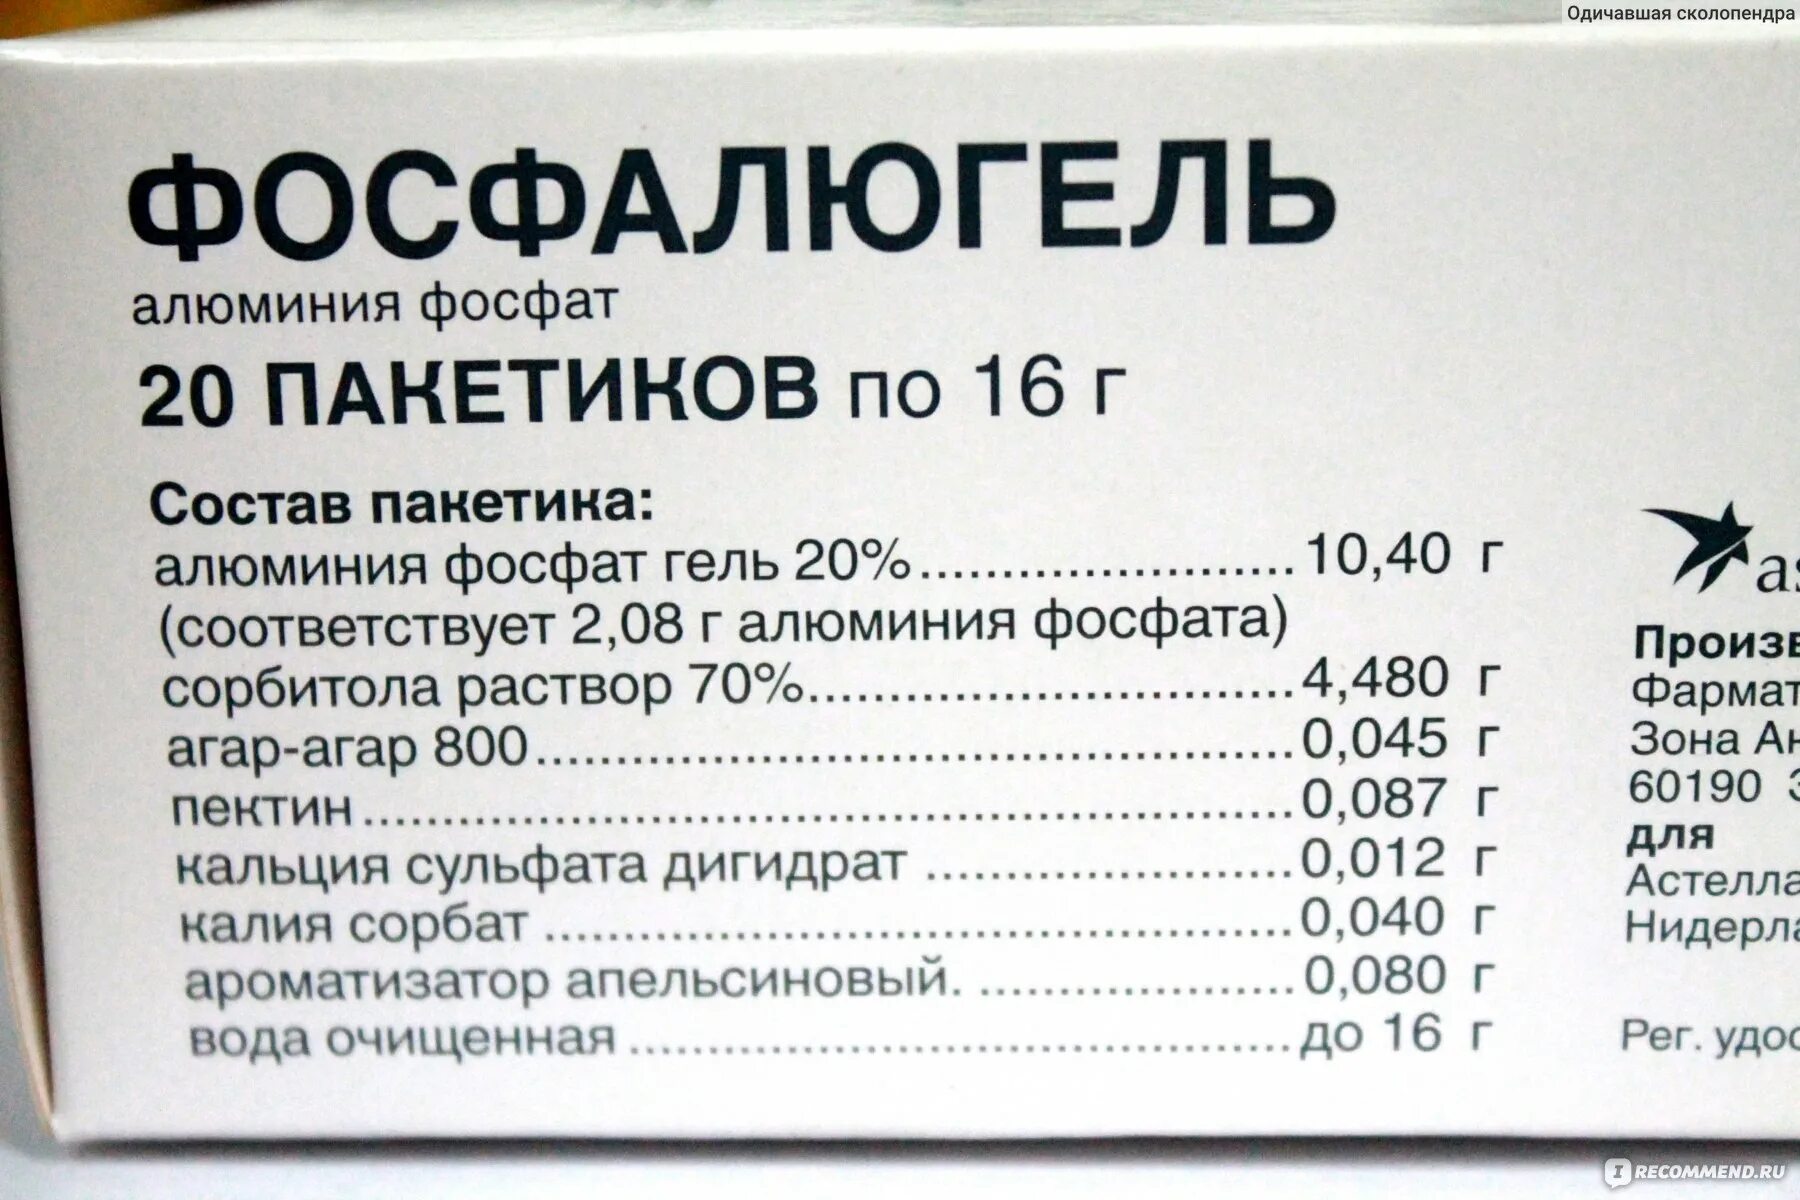 Одичавшая сколопендра
ФОСФАЛЮГЕЛЬ
алюминия фосфат
20 ПАКЕТИКОВ по 16 г
Состав пакетика:
алюминия фосфат гель 20%........................10,40 г
(соответствует 2,08 г алюминия фосфата)
сорбитола раствор 70%..............................4,480 г
агар-агар 800..............................................0,045 г
пектин........................................................0,087 г
кальция сульфата дигидрат ......................0,012 г
калия сорбат .............................................0,040 г
ароматизатор апельсиновый. ...................0,080 г
вода очищенная........................................до 16 г
as
Произв
Фармат
Зона Ан
60190 З
для
Астелла
Нидерла
Рег. удос
IRECOMMEND.RU